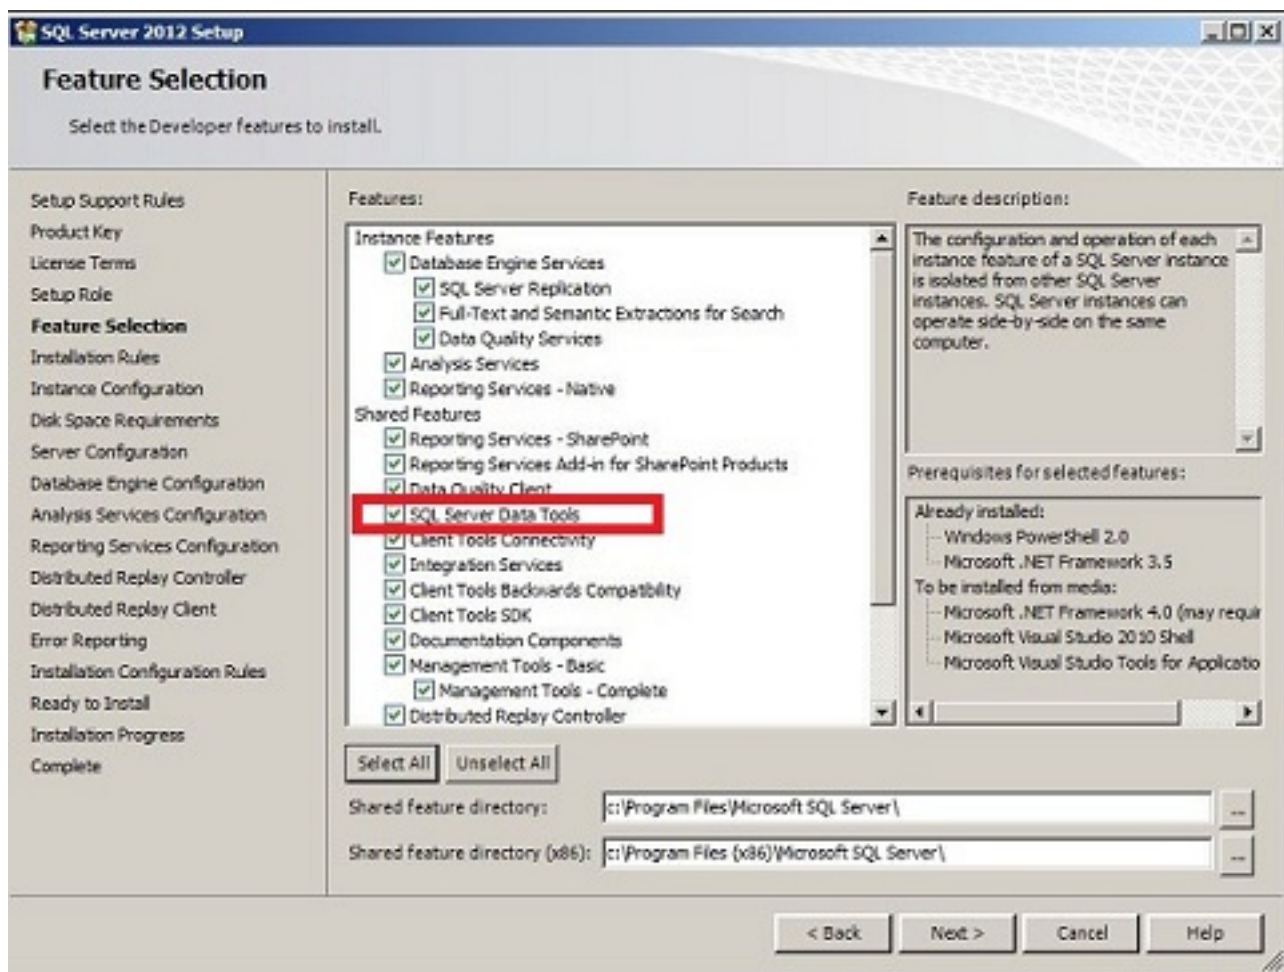 SQL Server 2012 Setup
Feature Selection
Select the Developer features to install.
Setup Support Rules
Product Key
License Terms
Setup Role
Feature Selection
Installation Rules
Instance Configuration
Disk Space Requirements
Server Configuration
Database Engine Configuration
Analysis Services Configuration
Reporting Services Configuration
Distributed Replay Controller
Distributed Replay Client
Error Reporting
Installation Configuration Rules
Ready to Install
Installation Progress
Complete
Features:
Instance Features
Database Engine Services
SQL Server Replication
Full-Text and Semantic Extractions for Search
Data Quality Services
Analysis Services
Reporting Services - Native
Shared Features
Reporting Services - SharePoint
Reporting Services Add-in for SharePoint Products
Data Quality Client
SQL Server Data Tools
Client Tools Connectivity
Integration Services
Client Tools Backwards Compatibility
Client Tools SDK
Documentation Components
Management Tools - Basic
Management Tools - Complete
Distributed Replay Controller
Feature description:
The configuration and operation of each
instance feature of a SQL Server instance
is isolated from other SQL Server
instances. SQL Server instances can
operate side-by-side on the same
computer.
Prerequisites for selected features:
Already installed:
Windows PowerShell 2.0
Microsoft .NET Framework 3.5
To be installed from media:
Microsoft .NET Framework 4.0 (may requir
Microsoft Visual Studio 2010 Shell
Microsoft Visual Studio Tools for Applicatio
Select All
Unselect All
Shared feature directory:
c:\Program Files\Microsoft SQL Server\
...
Shared feature directory (x86):
c:\Program Files (x86)\Microsoft SQL Server\
...
< Back
Next >
Cancel
Help